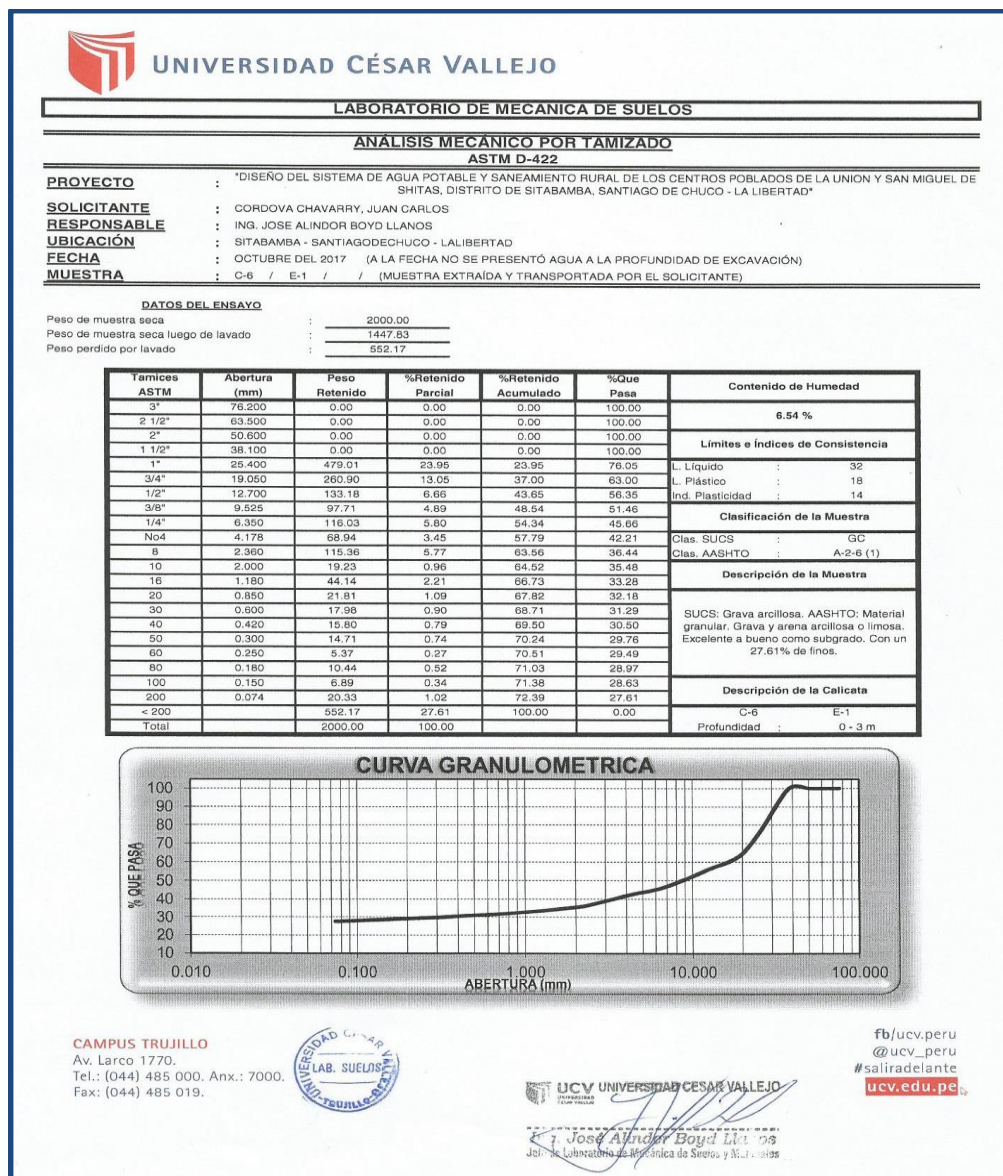 UNIVERSIDAD CÉSAR VALLEJO
LABORATORIO DE MECANICA DE SUELOS
ANÁLISIS MECÁNICO POR TAMIZADO
ASTM D-422
PROYECTO : "DISEÑO DEL SISTEMA DE AGUA POTABLE Y SANEAMIENTO RURAL DE LOS CENTROS POBLADOS DE LA UNION Y SAN MIGUEL DE
SHITAS, DISTRITO DE SITABAMBA, SANTIAGO DE CHUCO - LA LIBERTAD"
SOLICITANTE : CORDOVA CHAVARRY, JUAN CARLOS
RESPONSABLE : ING. JOSE ALINDOR BOYD LLANOS
UBICACIÓN : SITABAMBA - SANTIAGODECHUCO - LALIBERTAD
FECHA : OCTUBRE DEL 2017 (A LA FECHA NO SE PRESENTÓ AGUA A LA PROFUNDIDAD DE EXCAVACIÓN)
MUESTRA : C-6 / E-1 / / (MUESTRA EXTRAÍDA Y TRANSPORTADA POR EL SOLICITANTE)
DATOS DEL ENSAYO
Peso de muestra seca : 2000.00
Peso de muestra seca luego de lavado : 1447.83
Peso perdido por lavado : 552.17
Tamices Abertura Peso %Retenido %Retenido %Que
ASTM (mm) Retenido Parcial Acumulado Pasa
3" 76.200 0.00 0.00 0.00 100.00
2 1/2" 63.500 0.00 0.00 0.00 100.00
2" 50.600 0.00 0.00 0.00 100.00
1 1/2" 38.100 0.00 0.00 0.00 100.00
1" 25.400 479.01 23.95 23.95 76.05
3/4" 19.050 260.90 13.05 37.00 63.00
1/2" 12.700 133.18 6.66 43.65 56.35
3/8" 9.525 97.71 4.89 48.54 51.46
1/4" 6.350 116.03 5.80 54.34 45.66
No4 4.178 68.94 3.45 57.79 42.21
8 2.360 115.36 5.77 63.56 36.44
10 2.000 19.23 0.96 64.52 35.48
16 1.180 44.14 2.21 66.73 33.28
20 0.850 21.81 1.09 67.82 32.18
30 0.600 17.98 0.90 68.71 31.29
40 0.420 15.80 0.79 69.50 30.50
50 0.300 14.71 0.74 70.24 29.76
60 0.250 5.37 0.27 70.51 29.49
80 0.180 10.44 0.52 71.03 28.97
100 0.150 6.89 0.34 71.38 28.63
200 0.074 20.33 1.02 72.39 27.61
< 200 552.17 27.61 100.00 0.00
Total 2000.00 100.00
Contenido de Humedad
6.54 %
Límites e Índices de Consistencia
L. Líquido : 32
L. Plástico : 18
Ind. Plasticidad : 14
Clasificación de la Muestra
Clas. SUCS : GC
Clas. AASHTO : A-2-6 (1)
Descripción de la Muestra
SUCS: Grava arcillosa. AASHTO: Material
granular. Grava y arena arcillosa o limosa.
Excelente a bueno como subgrado. Con un
27.61% de finos.
Descripción de la Calicata
C-6 E-1
Profundidad : 0 - 3 m
CURVA GRANULOMETRICA
% QUE PASA
100
90
80
70
60
50
40
30
20
10
0.010 0.100 1.000 10.000 100.000
ABERTURA (mm)
CAMPUS TRUJILLO
Av. Larco 1770.
Tel.: (044) 485 000. Anx.: 7000.
Fax: (044) 485 019.
UNIVERSIDAD CESAR VALLEJO
LAB. SUELOS
TRUJILLO
UCV UNIVERSIDAD CESAR VALLEJO
UNIVERSIDAD
CESAR VALLEJO
José Alindor Boyd Llanos
Jefe de Laboratorio de Mecánica de Suelos y Materiales
fb/ucv.peru
@ucv_peru
#saliradelante
ucv.edu.pe